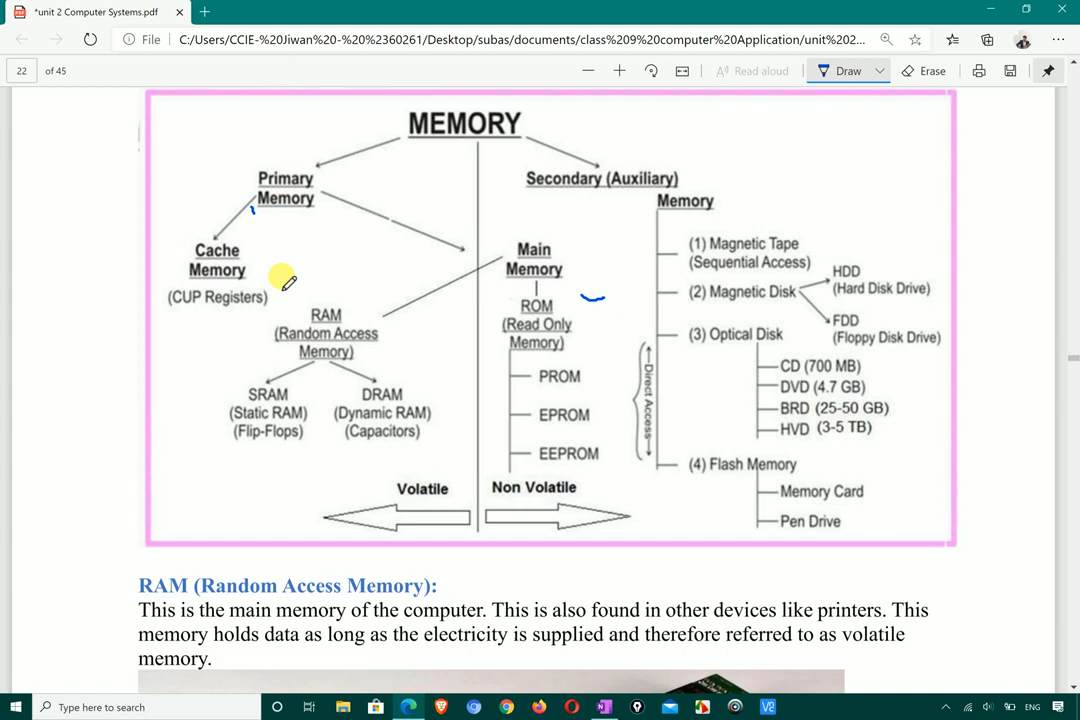 *unit 2 Computer Systems.pdf
File
C:/Users/CCIE-%20Jiwan%20-%20%2360261/Desktop/subas/documents/class%209%20computer%20Application/unit%202...
22 of 45
Read aloud
Draw
Erase
MEMORY
Primary
Memory
Secondary (Auxiliary)
Memory
Cache
Memory
(CUP Registers)
Main
Memory
RAM
(Random Access
Memory)
SRAM
(Static RAM)
(Flip-Flops)
DRAM
(Dynamic RAM)
(Capacitors)
ROM
(Read Only
Memory)
PROM
EPROM
EEPROM
Direct Access
(1) Magnetic Tape
(Sequential Access)
(2) Magnetic Disk
HDD
(Hard Disk Drive)
FDD
(Floppy Disk Drive)
(3) Optical Disk
CD (700 MB)
DVD (4.7 GB)
BRD (25-50 GB)
HVD (3-5 TB)
(4) Flash Memory
Memory Card
Pen Drive
Volatile
Non Volatile
RAM (Random Access Memory):
This is the main memory of the computer. This is also found in other devices like printers. This
memory holds data as long as the electricity is supplied and therefore referred to as volatile
memory.
Type here to search
ENG